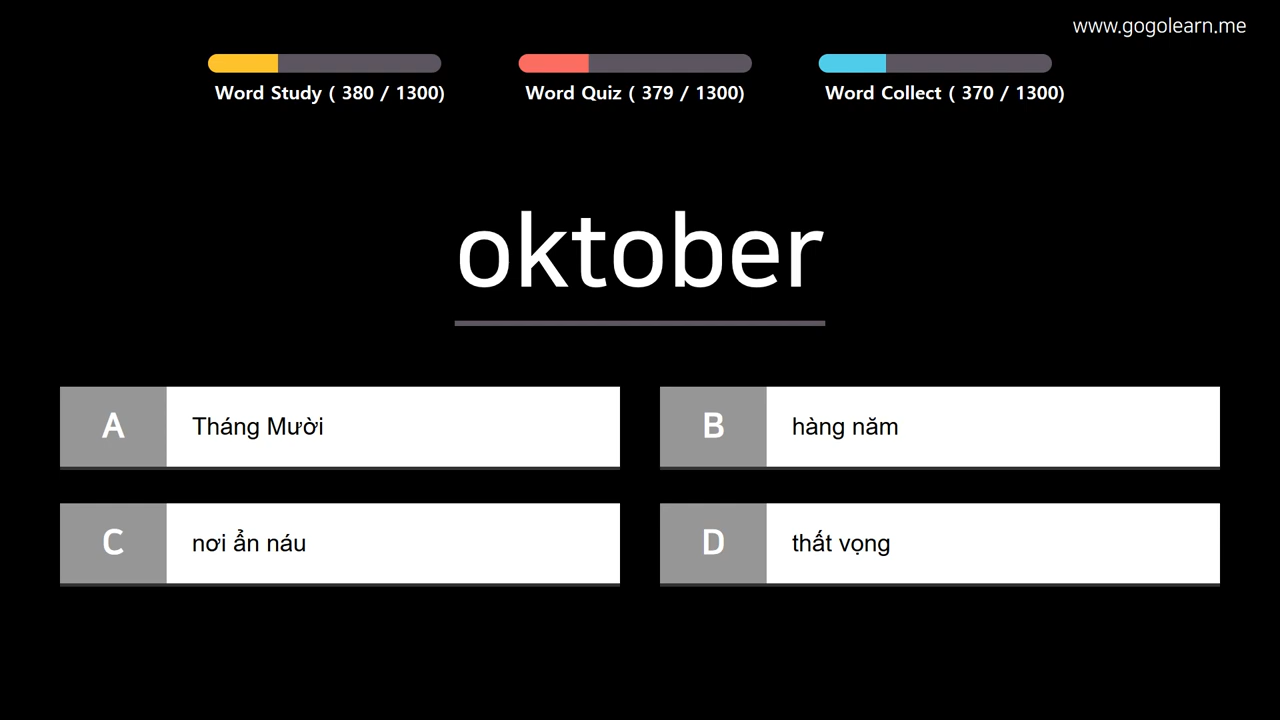 www.gogolearn.me
Word Study ( 380 / 1300)
Word Quiz ( 379 / 1300)
Word Collect ( 370 / 1300)
oktober
A Tháng Mười
B hàng năm
C nơi ẩn náu
D thất vọng